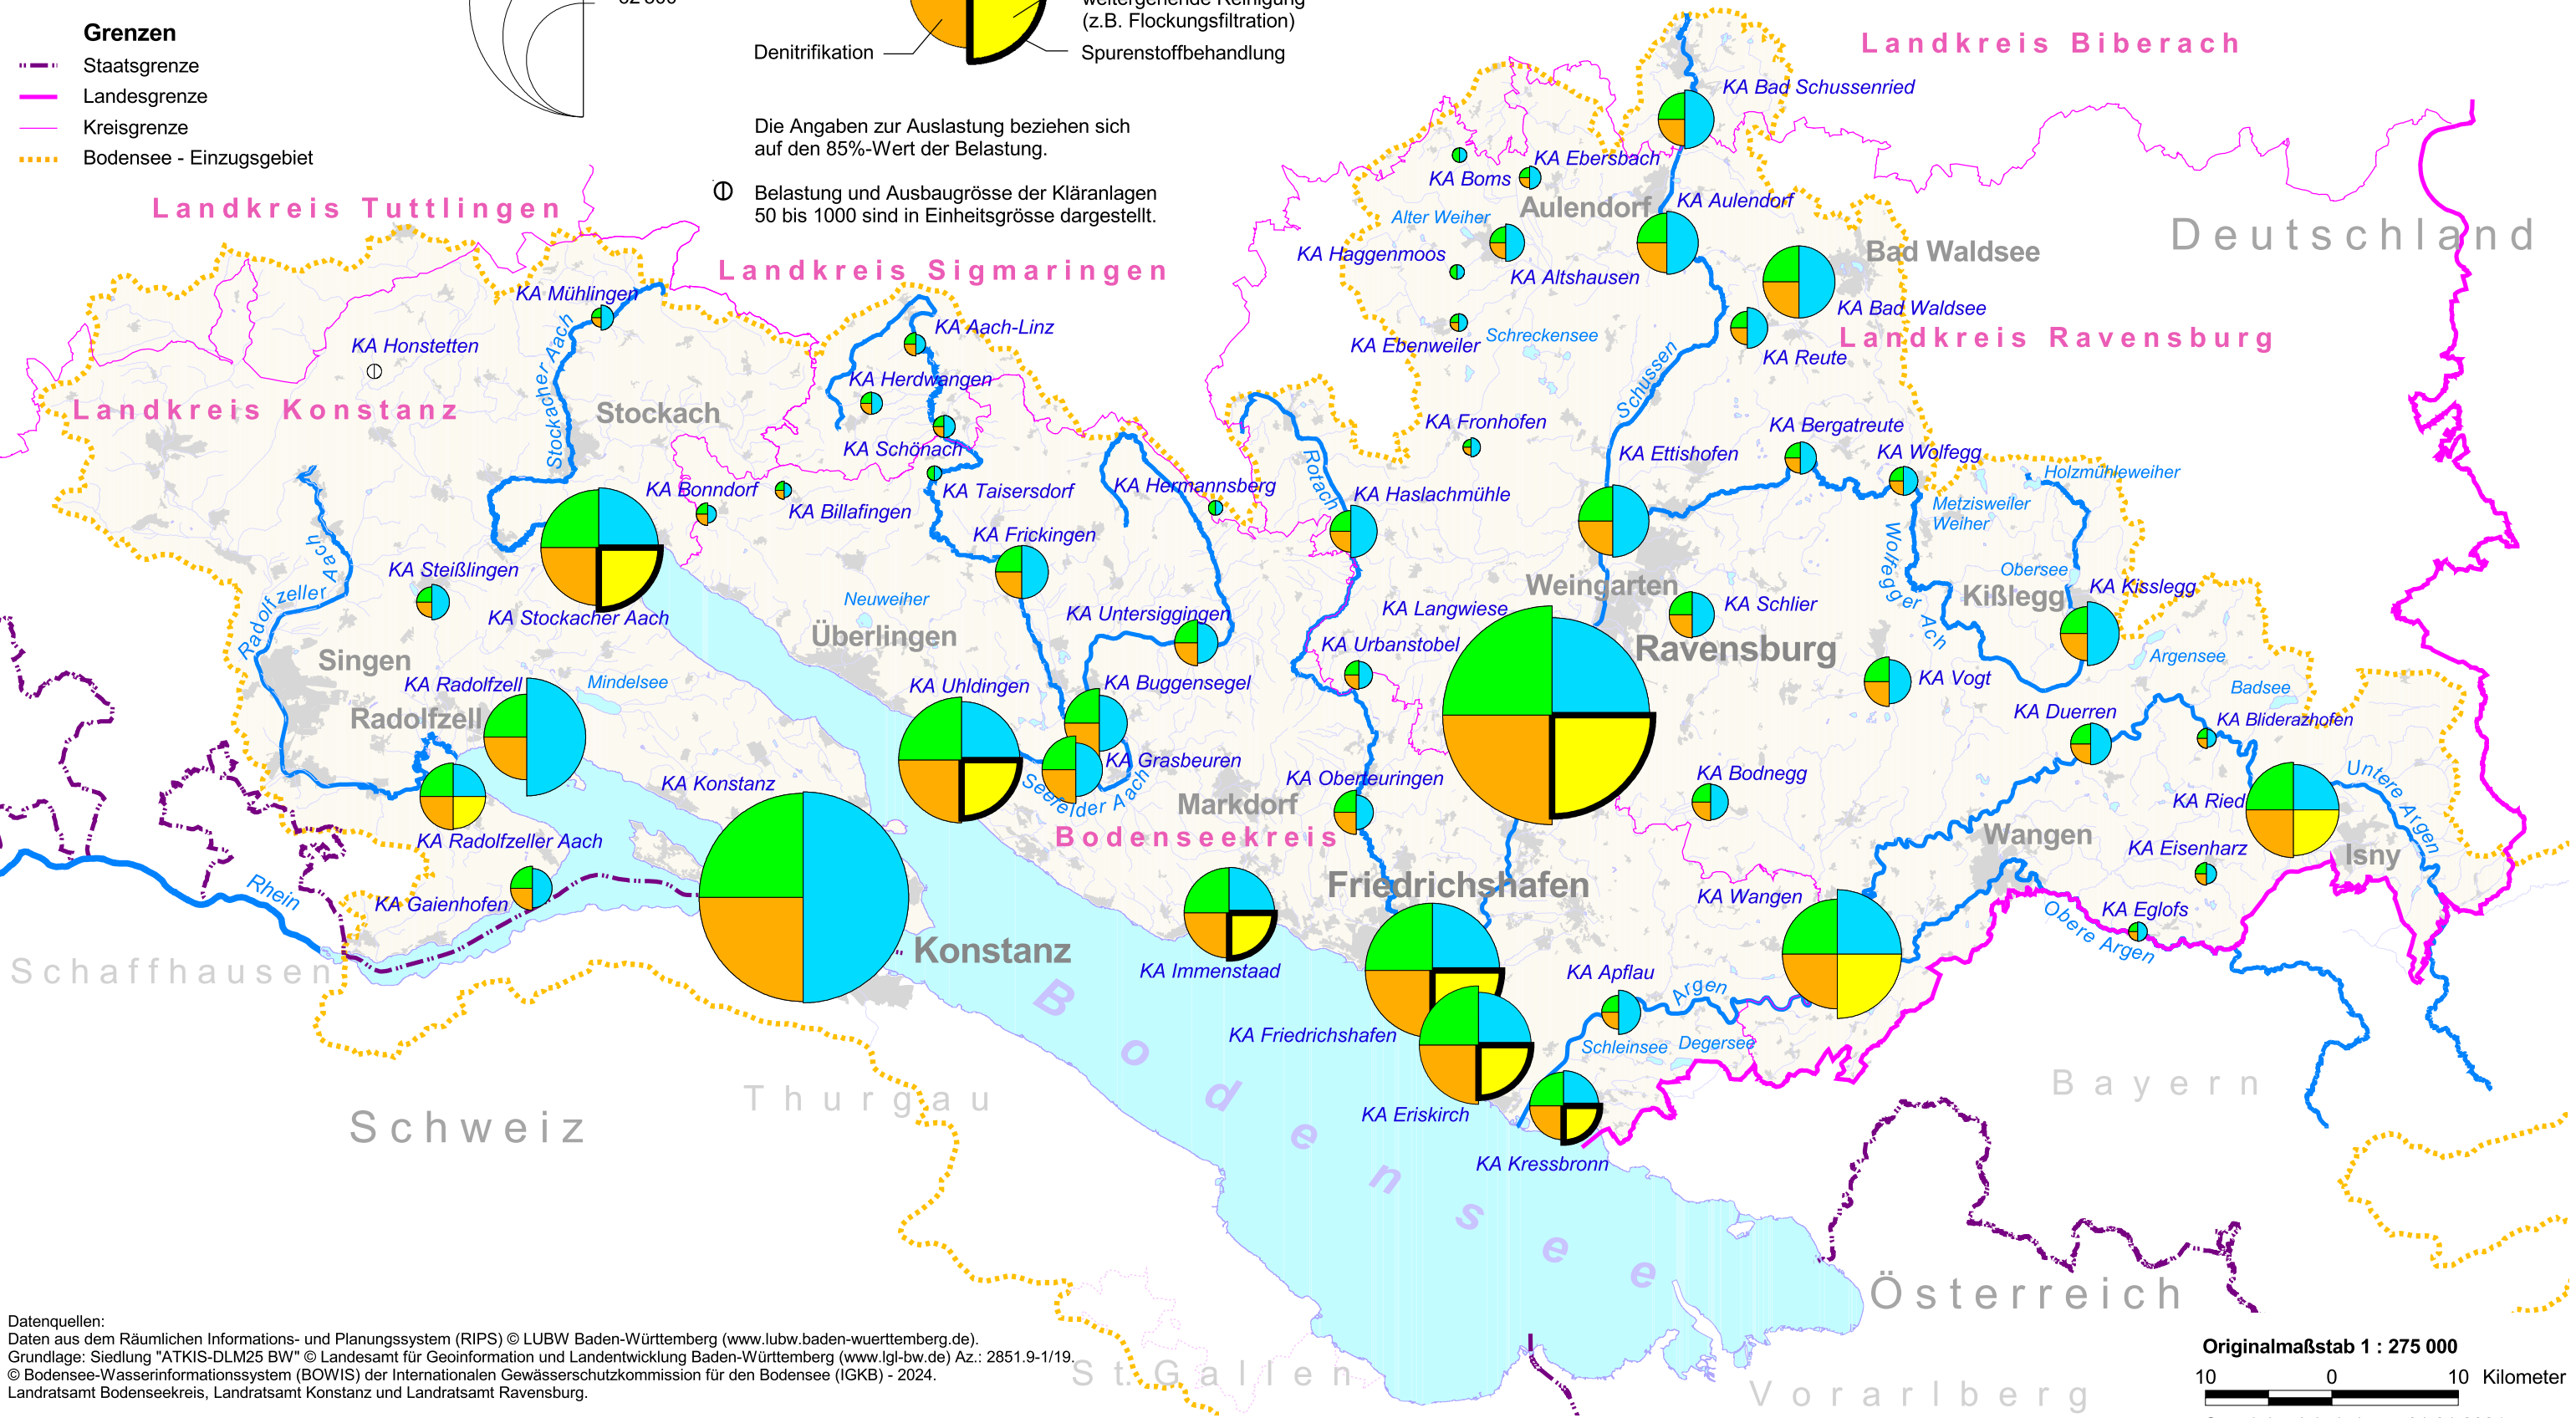 Grenzen
Staatsgrenze
Landesgrenze
Kreisgrenze
Bodensee - Einzugsgebiet
(z.B. Flockungsfiltration)
Denitrifikation
Spurenstoffbehandlung
Die Angaben zur Auslastung beziehen sich
auf den 85%-Wert der Belastung.
Belastung und Ausbaugrösse der Kläranlagen
50 bis 1000 sind in Einheitsgrösse dargestellt.
Landkreis Biberach
Landkreis Tuttlingen
Landkreis Sigmaringen
Landkreis Konstanz
Landkreis Ravensburg
Bodenseekreis
Deutschland
Schweiz
Österreich
Schaffhausen
Thurgau
St. Gallen
Vorarlberg
Bayern
KA Bad Schussenried
KA Ebersbach
KA Boms
Alter Weiher
Aulendorf
KA Aulendorf
KA Haggenmoos
KA Altshausen
Bad Waldsee
KA Bad Waldsee
KA Ebenweiler
Schreckensee
KA Reute
Schussen
KA Mühlingen
Stockacher Aach
KA Honstetten
Stockach
KA Aach-Linz
KA Herdwangen
KA Schönach
KA Taisersdorf
KA Bonndorf
KA Billafingen
KA Hermannsberg
KA Frickingen
Rotach
KA Fronhofen
KA Haslachmühle
KA Ettishofen
KA Bergatreute
KA Wolfegg
Holzmühleweiher
Metzisweiler
Weiher
Wolfegger Ach
Obersee
Kißlegg
KA Kisslegg
Argensee
Badsee
Radolfzeller Aach
KA Steißlingen
KA Stockacher Aach
Singen
KA Radolfzell
Radolfzell
Mindelsee
KA Radolfzeller Aach
KA Gaienhofen
Rhein
KA Konstanz
Konstanz
Neuweiher
Überlingen
KA Untersiggingen
KA Uhldingen
KA Buggensegel
KA Grasbeuren
Seefelder Aach
Markdorf
KA Immenstaad
Weingarten
KA Langwiese
KA Urbanstobel
KA Schlier
Ravensburg
KA Vogt
KA Oberteuringen
KA Bodnegg
Friedrichshafen
KA Friedrichshafen
KA Eriskirch
KA Kressbronn
KA Apflau
Argen
Schleinsee
Degersee
KA Wangen
Wangen
KA Duerren
KA Bliderazhofen
KA Ried
Untere Argen
Isny
KA Eisenharz
KA Eglofs
Obere Argen
Bodensee
Datenquellen:
Daten aus dem Räumlichen Informations- und Planungssystem (RIPS) © LUBW Baden-Württemberg (www.lubw.baden-wuerttemberg.de).
Grundlage: Siedlung "ATKIS-DLM25 BW" © Landesamt für Geoinformation und Landentwicklung Baden-Württemberg (www.lgl-bw.de) Az.: 2851.9-1/19.
© Bodensee-Wasserinformationssystem (BOWIS) der Internationalen Gewässerschutzkommission für den Bodensee (IGKB) - 2024.
Landratsamt Bodenseekreis, Landratsamt Konstanz und Landratsamt Ravensburg.
Originalmaßstab 1 : 275 000
10 0 10 Kilometer